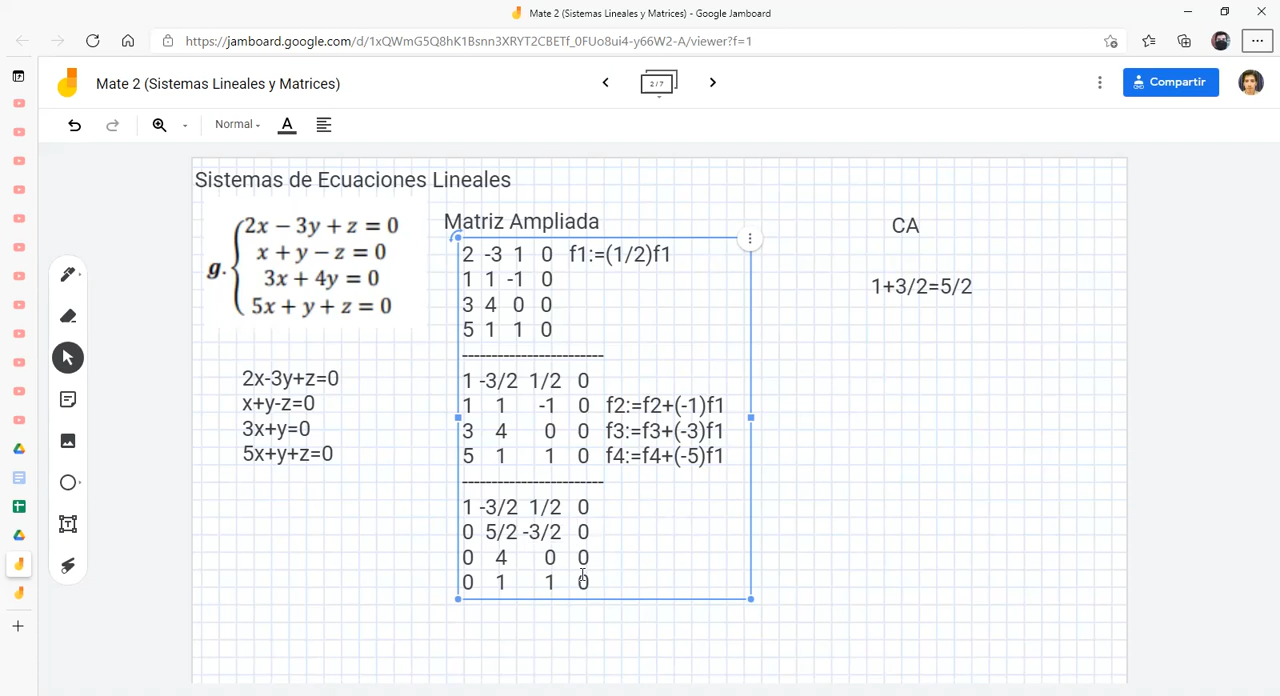 Mate 2 (Sistemas Lineales y Matrices) - Google Jamboard
https://jamboard.google.com/d/1xQWmG5Q8hK1Bsnn3XRYT2CBETf_0FUo8ui4-y66W2-A/viewer?f=1
Mate 2 (Sistemas Lineales y Matrices)
2/7
Compartir
Normal
A
Sistemas de Ecuaciones Lineales
g.
2x − 3y + z = 0
x + y − z = 0
3x + 4y = 0
5x + y + z = 0
2x-3y+z=0
x+y-z=0
3x+y=0
5x+y+z=0
Matriz Ampliada
2 -3 1 0 f1:=(1/2)f1
1 1 -1 0
3 4 0 0
5 1 1 0
------------------------
1 -3/2 1/2 0
1 1 -1 0 f2:=f2+(-1)f1
3 4 0 0 f3:=f3+(-3)f1
5 1 1 0 f4:=f4+(-5)f1
------------------------
1 -3/2 1/2 0
0 5/2 -3/2 0
0 4 0 0
0 1 1 0
CA
1+3/2=5/2